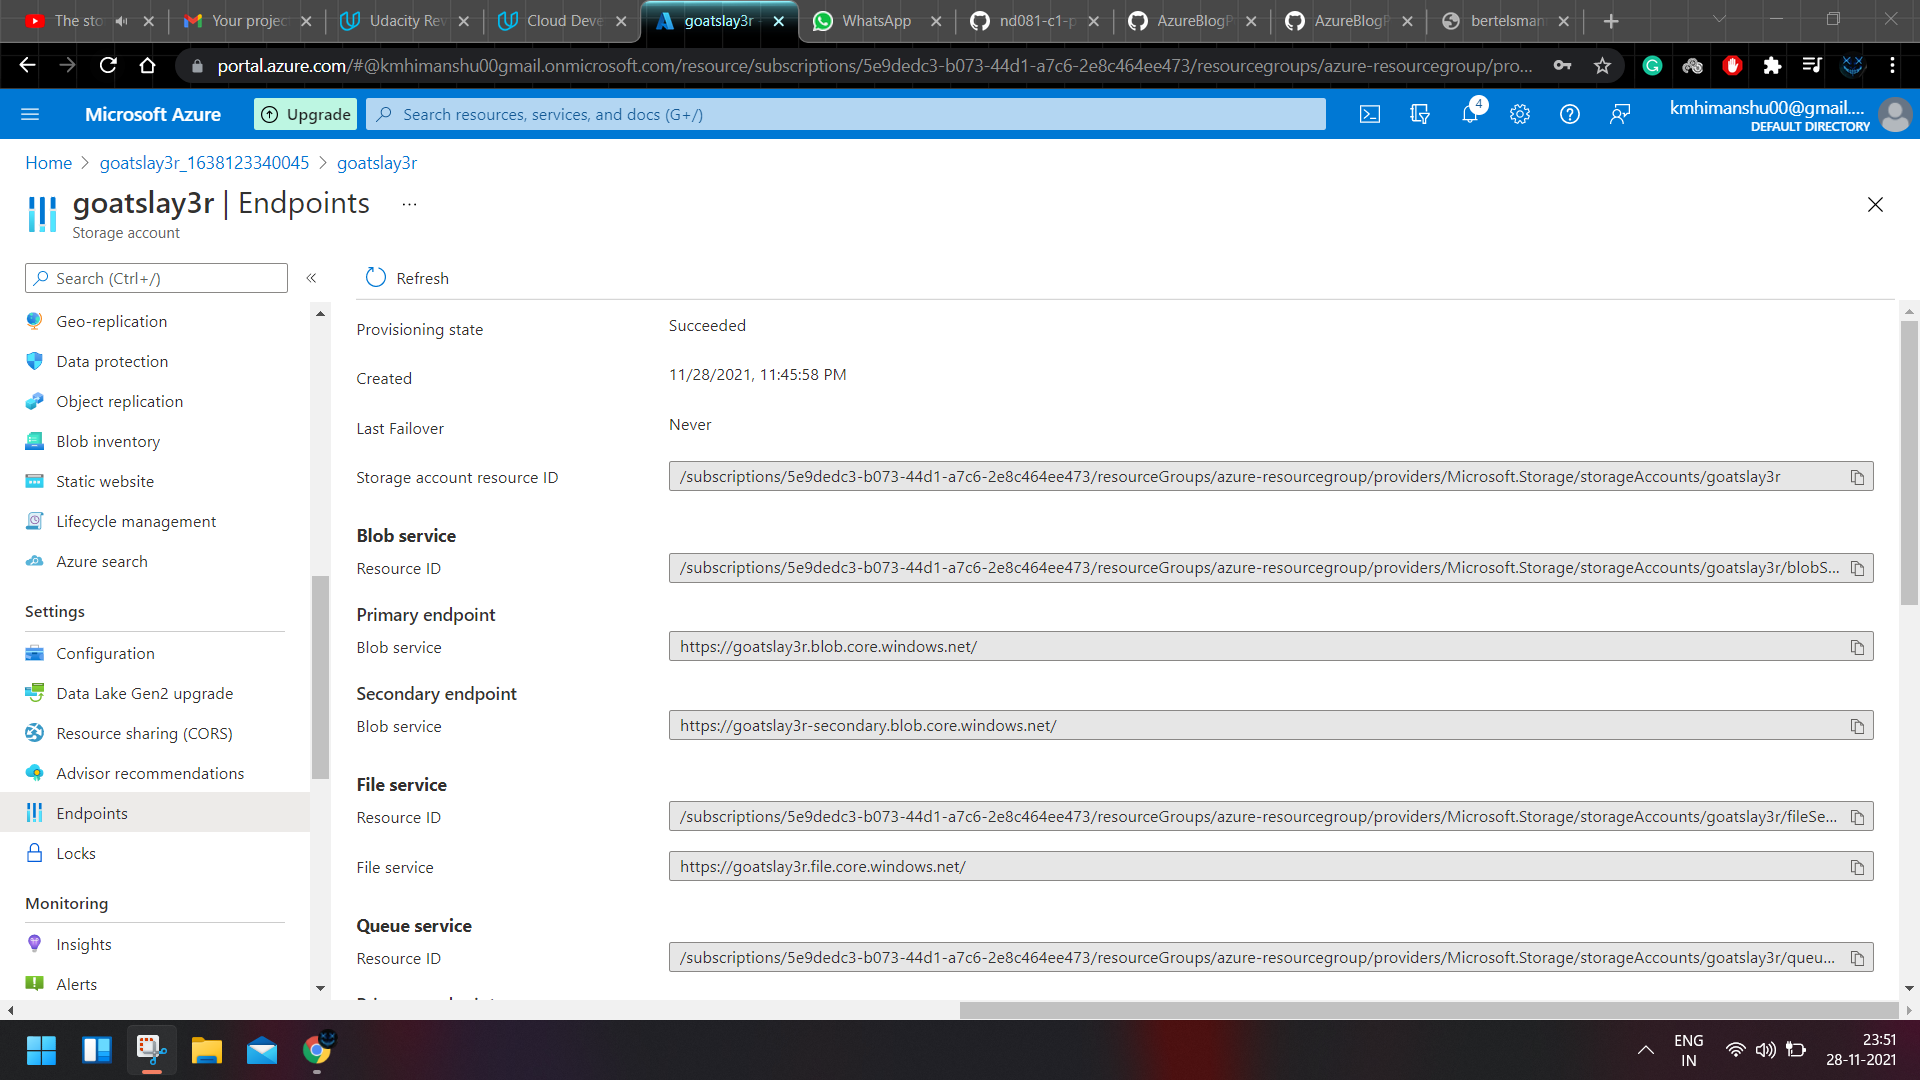 The sto
Your projec
Udacity Rev
Cloud Deve
goatslay3r
WhatsApp
nd081-c1-p
AzureBlogP
AzureBlogP
bertelsman
portal.azure.com/#@kmhimanshu00gmail.onmicrosoft.com/resource/subscriptions/5e9dedc3-b073-44d1-a7c6-2e8c464ee473/resourcegroups/azure-resourcegroup/pro...
Microsoft Azure
Upgrade
Search resources, services, and docs (G+/)
4
kmhimanshu00@gmail....
DEFAULT DIRECTORY
Home > goatslay3r_1638123340045 > goatslay3r
goatslay3r | Endpoints ...
Storage account
Search (Ctrl+/)
«
Refresh
Geo-replication
Data protection
Object replication
Blob inventory
Static website
Lifecycle management
Azure search
Settings
Configuration
Data Lake Gen2 upgrade
Resource sharing (CORS)
Advisor recommendations
Endpoints
Locks
Monitoring
Insights
Alerts
Provisioning state
Succeeded
Created
11/28/2021, 11:45:58 PM
Last Failover
Never
Storage account resource ID
/subscriptions/5e9dedc3-b073-44d1-a7c6-2e8c464ee473/resourceGroups/azure-resourcegroup/providers/Microsoft.Storage/storageAccounts/goatslay3r
Blob service
Resource ID
/subscriptions/5e9dedc3-b073-44d1-a7c6-2e8c464ee473/resourceGroups/azure-resourcegroup/providers/Microsoft.Storage/storageAccounts/goatslay3r/blobS...
Primary endpoint
Blob service
https://goatslay3r.blob.core.windows.net/
Secondary endpoint
Blob service
https://goatslay3r-secondary.blob.core.windows.net/
File service
Resource ID
/subscriptions/5e9dedc3-b073-44d1-a7c6-2e8c464ee473/resourceGroups/azure-resourcegroup/providers/Microsoft.Storage/storageAccounts/goatslay3r/fileSe...
File service
https://goatslay3r.file.core.windows.net/
Queue service
Resource ID
/subscriptions/5e9dedc3-b073-44d1-a7c6-2e8c464ee473/resourceGroups/azure-resourcegroup/providers/Microsoft.Storage/storageAccounts/goatslay3r/queu...
ENG
IN
23:51
28-11-2021